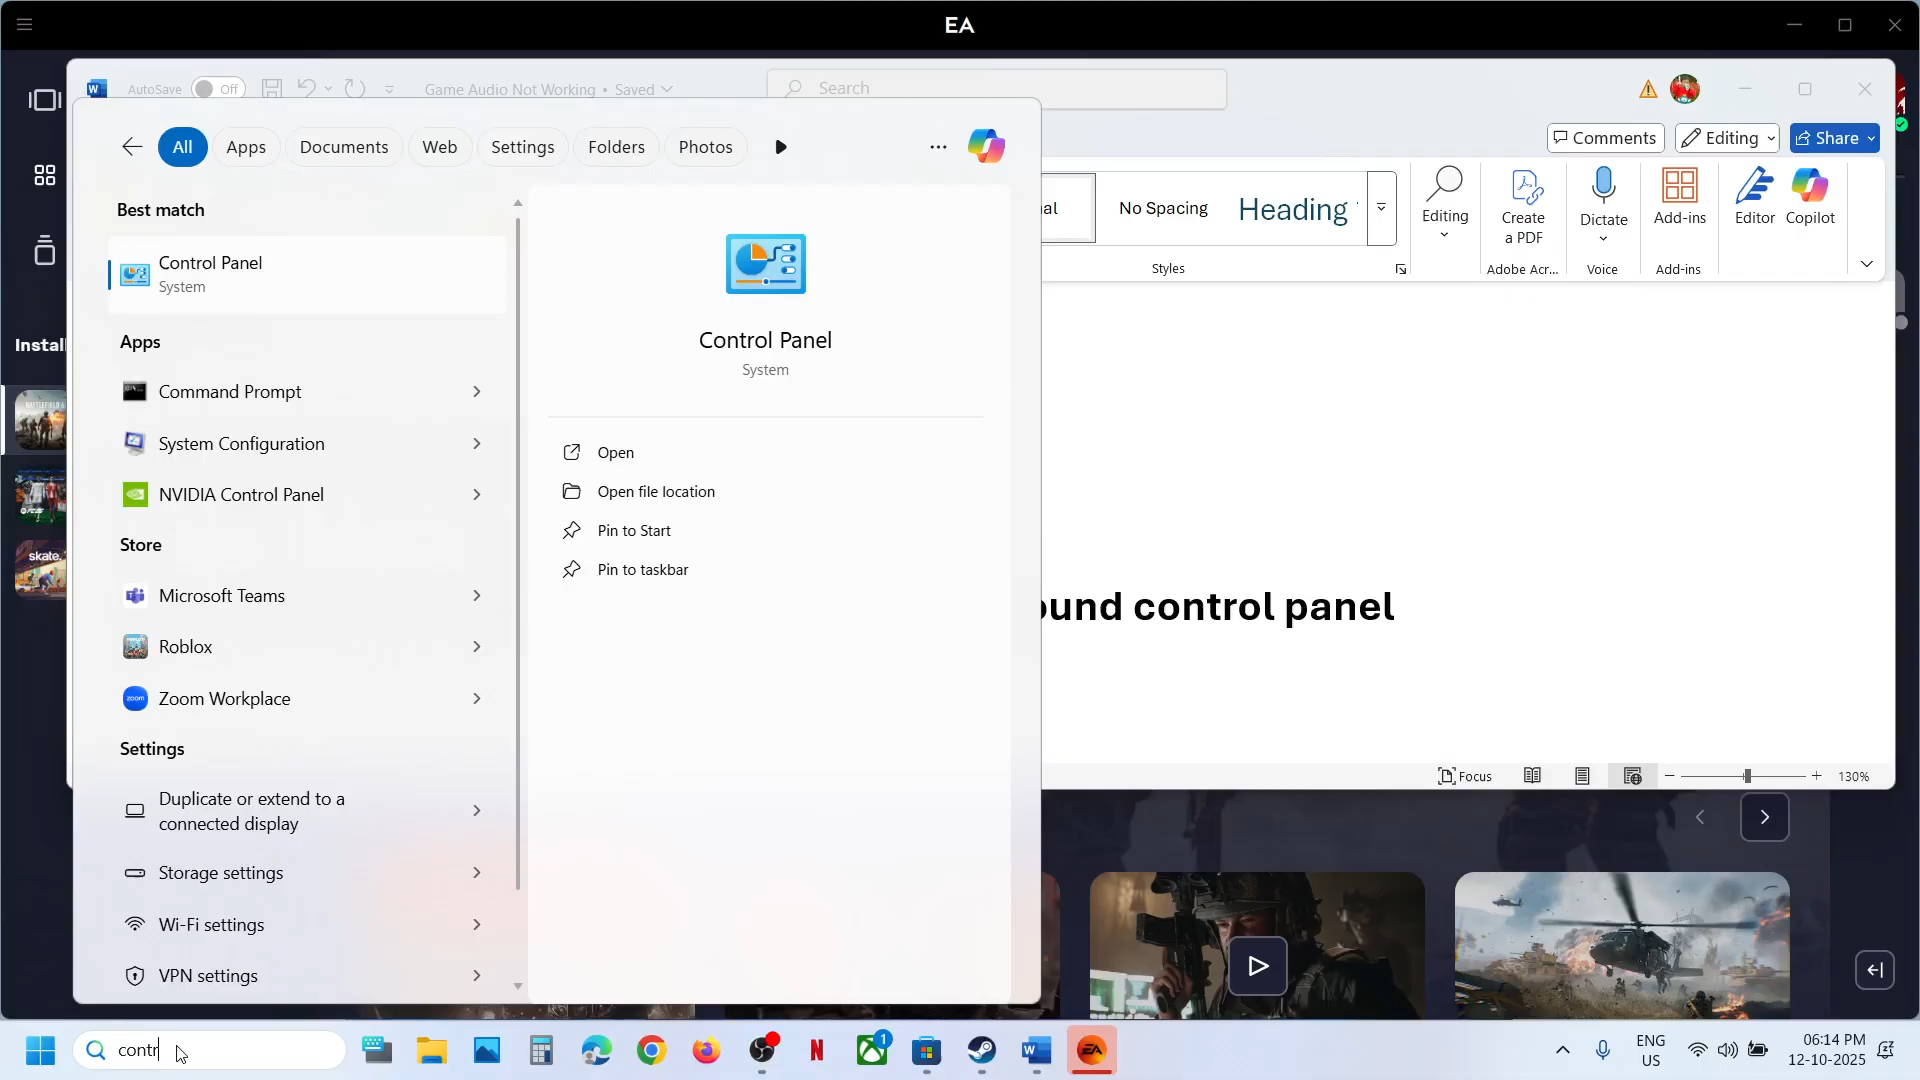 EA
AutoSave
Off
Game Audio Not Working • Saved
Search
Comments
Editing
Share
All
Apps
Documents
Web
Settings
Folders
Photos
Best match
Control Panel
System
Apps
Command Prompt
System Configuration
NVIDIA Control Panel
Store
Microsoft Teams
Roblox
Zoom Workplace
Settings
Duplicate or extend to a
connected display
Storage settings
Wi-Fi settings
VPN settings
Control Panel
System
Open
Open file location
Pin to Start
Pin to taskbar
No Spacing
Heading
Styles
Editing
Create
a PDF
Adobe Acr...
Dictate
Voice
Add-ins
Add-ins
Editor
Copilot
ound control panel
Focus
130%
Install
skate.
contr
1
EA
ENG
US
06:14 PM
12-10-2025